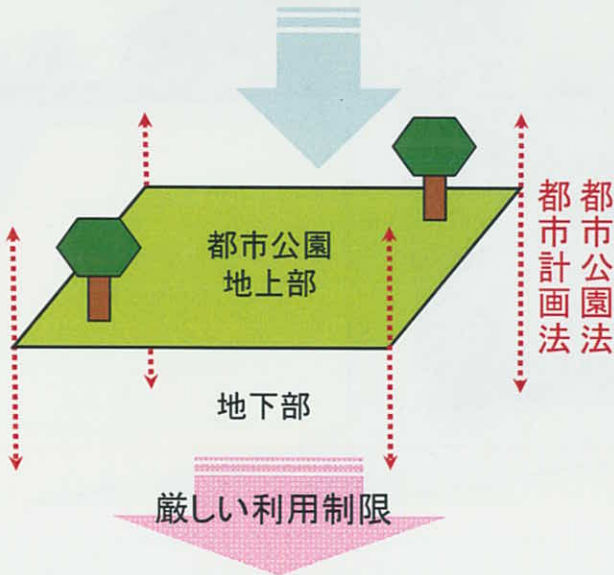 都市公園
地上部
都市公園法
都市計画法
地下部
厳しい利用制限